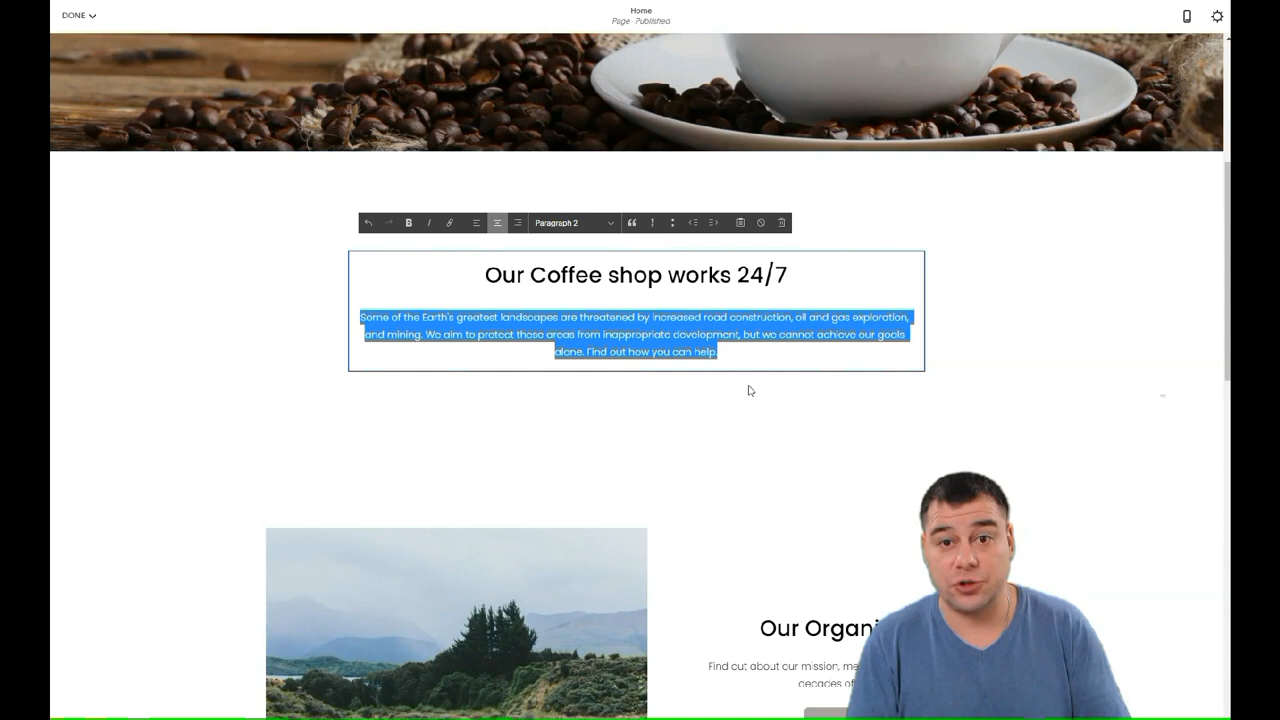 DONE
Home
Page · Published
Paragraph 2
Our Coffee shop works 24/7
Some of the Earth's greatest landscapes are threatened by increased road construction, oil and gas exploration,
and mining. We aim to protect these areas from inappropriate development, but we cannot achieve our goals
alone. Find out how you can help.
Our Organi
Find out about our mission, me
decades of